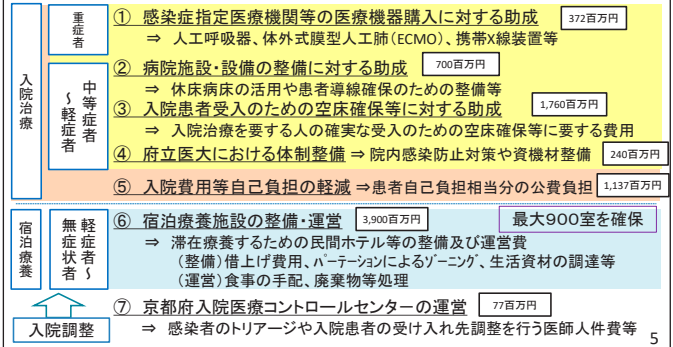 重症者
① 感染症指定医療機関等の医療機器購入に対する助成 372百万円
⇒ 人工呼吸器、体外式膜型人工肺(ECMO)、携帯X線装置等
入院治療
中等症者～軽症者
② 病院施設・設備の整備に対する助成 700百万円
⇒ 休床病床の活用や患者導線確保のための整備等
③ 入院患者受入のための空床確保等に対する助成 1,760百万円
⇒ 入院治療を要する人の確実な受入のための空床確保等に要する費用
④ 府立医大における体制整備 ⇒ 院内感染防止対策や資機材整備 240百万円
⑤ 入院費用等自己負担の軽減 ⇒患者自己負担相当分の公費負担 1,137百万円
宿泊療養
軽症者～無症状者
⑥ 宿泊療養施設の整備・運営 3,900百万円 最大900室を確保
⇒ 滞在療養するための民間ホテル等の整備及び運営費
(整備)借上げ費用、パーテーションによるゾーニング、生活資材の調達等
(運営)食事の手配、廃棄物等処理
⑦ 京都府入院医療コントロールセンターの運営 77百万円
入院調整
⇒ 感染者のトリアージや入院患者の受け入れ先調整を行う医師人件費等
5